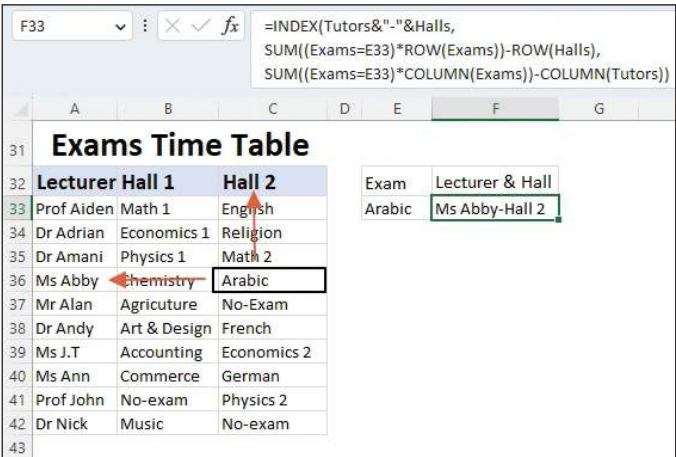 F33 fx =INDEX(Tutors&"-"&Halls,
SUM((Exams=E33)*ROW(Exams))-ROW(Halls),
SUM((Exams=E33)*COLUMN(Exams))-COLUMN(Tutors))
A B C D E F G
31 Exams Time Table
32 Lecturer Hall 1 Hall 2 Exam Lecturer & Hall
33 Prof Aiden Math 1 English Arabic Ms Abby-Hall 2
34 Dr Adrian Economics 1 Religion
35 Dr Amani Physics 1 Math 2
36 Ms Abby Chemistry Arabic
37 Mr Alan Agricuture No-Exam
38 Dr Andy Art & Design French
39 Ms J.T Accounting Economics 2
40 Ms Ann Commerce German
41 Prof John No-exam Physics 2
42 Dr Nick Music No-exam
43